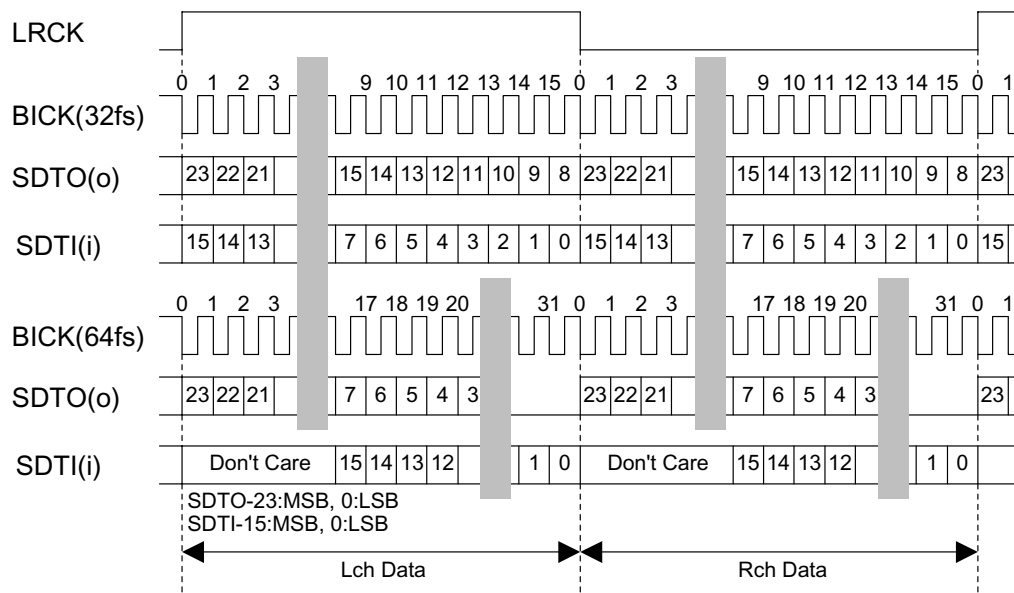 LRCK
0 1 2 3 9 10 11 12 13 14 15 0 1 2 3 9 10 11 12 13 14 15 0 1
BICK(32fs)
SDTO(o) 23 22 21 15 14 13 12 11 10 9 8 23 22 21 15 14 13 12 11 10 9 8 23
SDTI(i) 15 14 13 7 6 5 4 3 2 1 0 15 14 13 7 6 5 4 3 2 1 0 15
0 1 2 3 17 18 19 20 31 0 1 2 3 17 18 19 20 31 0 1
BICK(64fs)
SDTO(o) 23 22 21 7 6 5 4 3 23 22 21 7 6 5 4 3 23
SDTI(i) Don't Care 15 14 13 12 1 0 Don't Care 15 14 13 12 1 0
SDTO-23:MSB, 0:LSB
SDTI-15:MSB, 0:LSB
Lch Data Rch Data